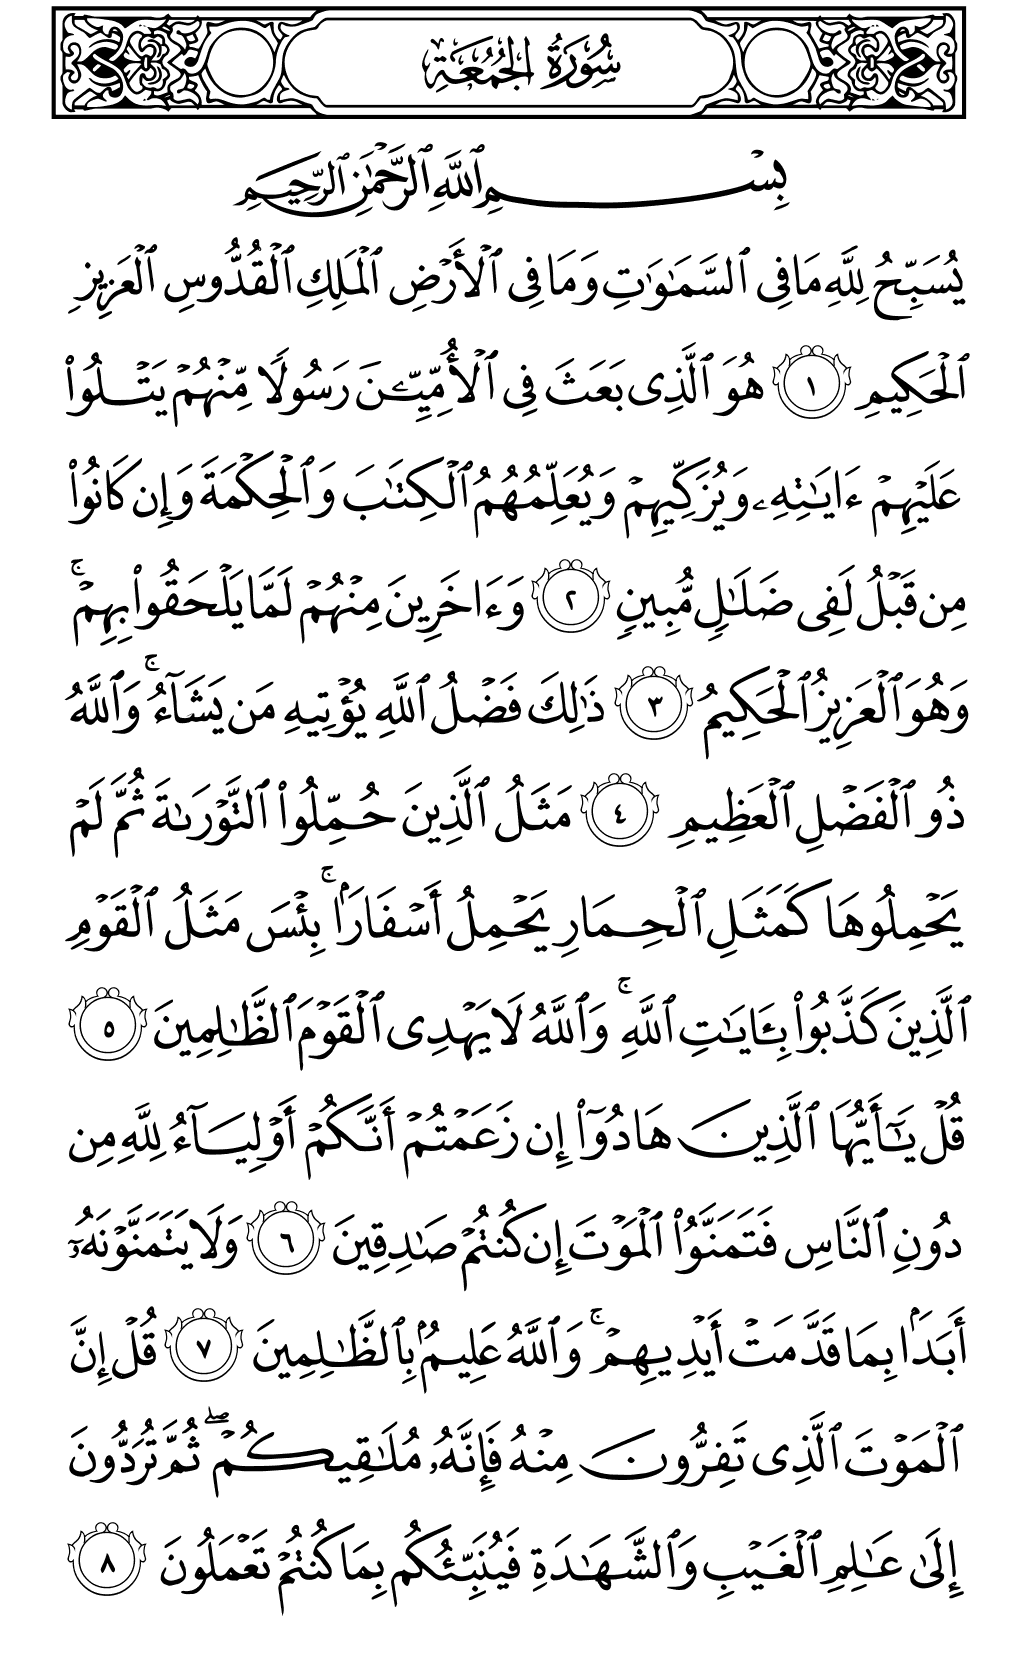 سُورَةُ الجُمُعَةِ
بِسْمِ ٱللَّهِ ٱلرَّحْمَٰنِ ٱلرَّحِيمِ
يُسَبِّحُ لِلَّهِ مَا فِى ٱلسَّمَٰوَٰتِ وَمَا فِى ٱلْأَرْضِ ٱلْمَلِكِ ٱلْقُدُّوسِ ٱلْعَزِيزِ
ٱلْحَكِيمِ ١ هُوَ ٱلَّذِى بَعَثَ فِى ٱلْأُمِّيِّـۧنَ رَسُولًا مِّنْهُمْ يَتْلُوا۟
عَلَيْهِمْ ءَايَٰتِهِۦ وَيُزَكِّيهِمْ وَيُعَلِّمُهُمُ ٱلْكِتَٰبَ وَٱلْحِكْمَةَ وَإِن كَانُوا۟
مِن قَبْلُ لَفِى ضَلَٰلٍ مُّبِينٍ ٢ وَءَاخَرِينَ مِنْهُمْ لَمَّا يَلْحَقُوا۟ بِهِمْ ۚ
وَهُوَ ٱلْعَزِيزُ ٱلْحَكِيمُ ٣ ذَٰلِكَ فَضْلُ ٱللَّهِ يُؤْتِيهِ مَن يَشَآءُ ۚ وَٱللَّهُ
ذُو ٱلْفَضْلِ ٱلْعَظِيمِ ٤ مَثَلُ ٱلَّذِينَ حُمِّلُوا۟ ٱلتَّوْرَىٰةَ ثُمَّ لَمْ
يَحْمِلُوهَا كَمَثَلِ ٱلْحِمَارِ يَحْمِلُ أَسْفَارًۢا ۚ بِئْسَ مَثَلُ ٱلْقَوْمِ
ٱلَّذِينَ كَذَّبُوا۟ بِـَٔايَٰتِ ٱللَّهِ ۚ وَٱللَّهُ لَا يَهْدِى ٱلْقَوْمَ ٱلظَّٰلِمِينَ ٥
قُلْ يَٰٓأَيُّهَا ٱلَّذِينَ هَادُوٓا۟ إِن زَعَمْتُمْ أَنَّكُمْ أَوْلِيَآءُ لِلَّهِ مِن
دُونِ ٱلنَّاسِ فَتَمَنَّوُا۟ ٱلْمَوْتَ إِن كُنتُمْ صَٰدِقِينَ ٦ وَلَا يَتَمَنَّوْنَهُۥٓ
أَبَدًۢا بِمَا قَدَّمَتْ أَيْدِيهِمْ ۚ وَٱللَّهُ عَلِيمٌۢ بِٱلظَّٰلِمِينَ ٧ قُلْ إِنَّ
ٱلْمَوْتَ ٱلَّذِى تَفِرُّونَ مِنْهُ فَإِنَّهُۥ مُلَٰقِيكُمْ ۖ ثُمَّ تُرَدُّونَ
إِلَىٰ عَٰلِمِ ٱلْغَيْبِ وَٱلشَّهَٰدَةِ فَيُنَبِّئُكُم بِمَا كُنتُمْ تَعْمَلُونَ ٨